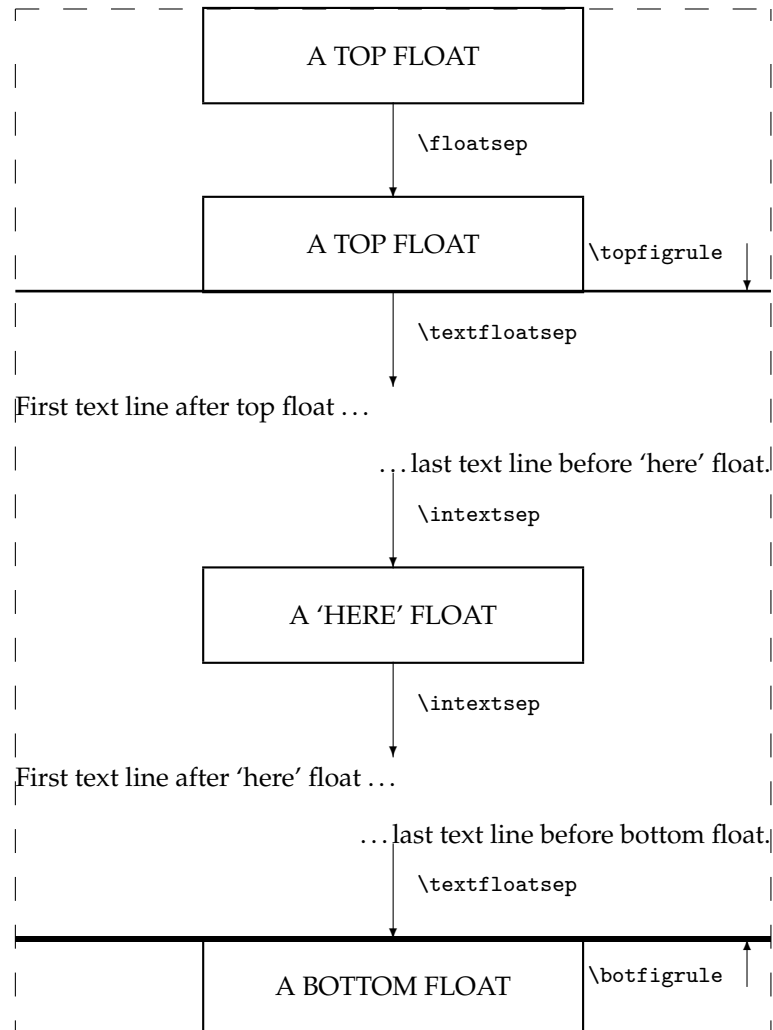 A TOP FLOAT
\floatsep
A TOP FLOAT
\topfigrule
\textfloatsep
First text line after top float ...
... last text line before ‘here’ float.
\intextsep
A ‘HERE’ FLOAT
\intextsep
First text line after ‘here’ float ...
... last text line before bottom float.
\textfloatsep
A BOTTOM FLOAT
\botfigrule